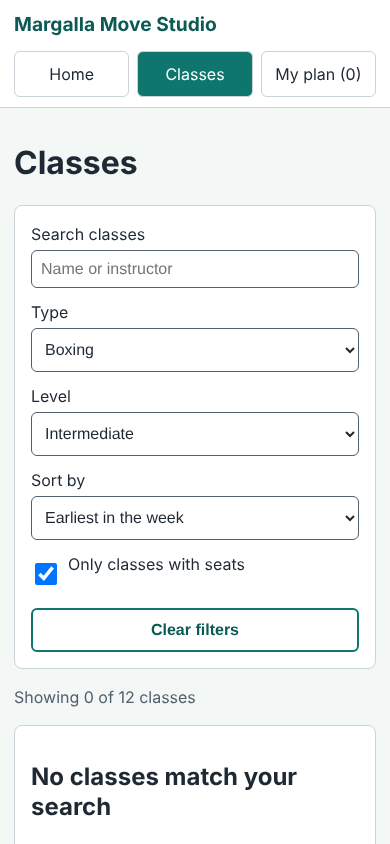 Margalla Move Studio
Home
Classes
My plan (0)
Classes
Search classes
Name or instructor
Type
Boxing
Level
Intermediate
Sort by
Earliest in the week
Only classes with seats
Clear filters
Showing 0 of 12 classes
No classes match your
search